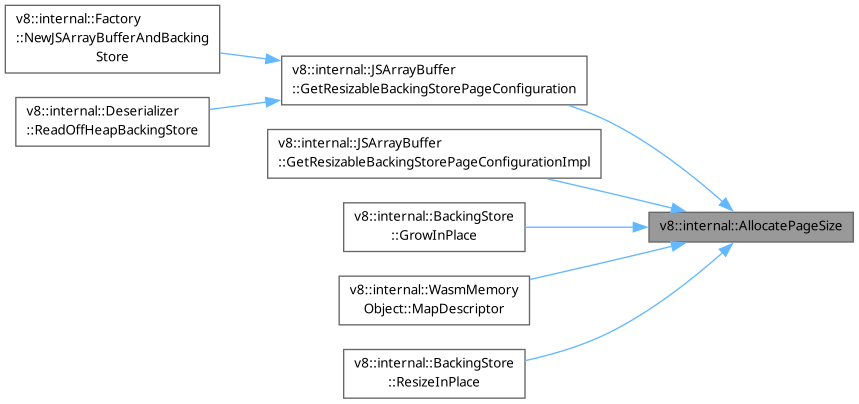 v8::internal::Factory
::NewJSArrayBufferAndBacking
Store
v8::internal::Deserializer
::ReadOffHeapBackingStore
v8::internal::JSArrayBuffer
::GetResizableBackingStorePageConfiguration
v8::internal::JSArrayBuffer
::GetResizableBackingStorePageConfigurationImpl
v8::internal::BackingStore
::GrowInPlace
v8::internal::WasmMemory
Object::MapDescriptor
v8::internal::BackingStore
::ResizeInPlace
v8::internal::AllocatePageSize